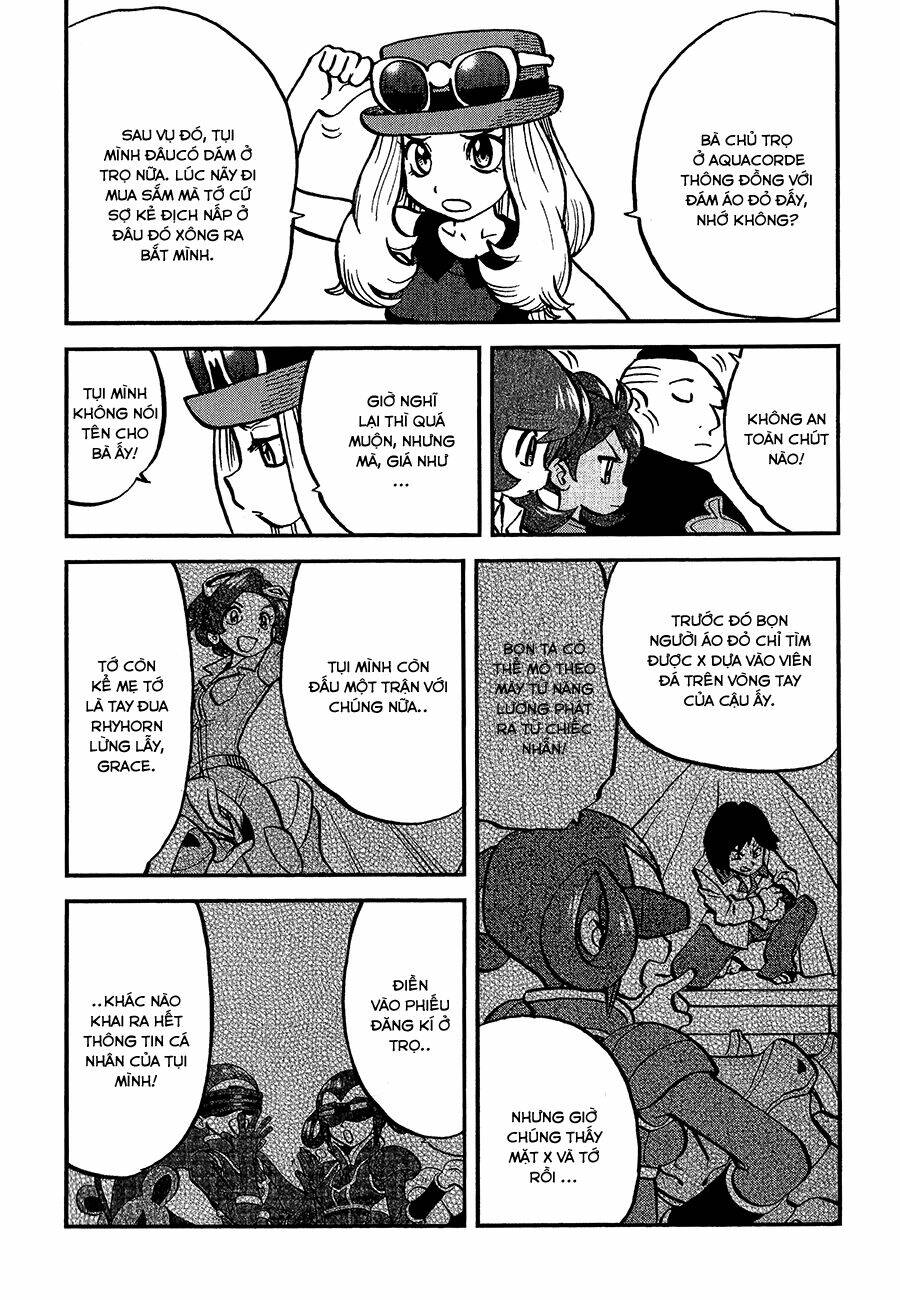 BÀ CHỦ TRỌ
Ở AQUACORDE
THÔNG ĐỒNG VỚI
ĐÁM ÁO ĐỎ ĐẤY,
NHỚ KHÔNG?
SAU VỤ ĐÓ, TỤI
MÌNH ĐÂUCÓ DÁM Ở
TRỌ NỮA. LÚC NÃY ĐI
MUA SẮM MÀ TỚ CỨ
SỢ KẺ ĐỊCH NẤP Ở
ĐÂU ĐÓ XÔNG RA
BẮT MÌNH.
KHÔNG AN
TOÀN CHÚT
NÀO!
GIỜ NGHĨ
LẠI THÌ QUÁ
MUỘN, NHƯNG
MÀ, GIÁ NHƯ
...
TỤI MÌNH
KHÔNG NÓI
TÊN CHO
BÀ ẤY!
TRƯỚC ĐÓ BỌN
NGƯỜI ÁO ĐỎ CHỈ TÌM
ĐƯỢC X DỰA VÀO VIÊN
ĐÁ TRÊN VÒNG TAY
CỦA CẬU ẤY.
BỌN TA CÓ
THỂ MÒ THEO
MÁY TỪ NĂNG
LƯỢNG PHÁT
RA TỪ CHIẾC
NHẪN!
NHƯNG GIỜ
CHÚNG THẤY
MẶT X VÀ TỚ
RỒI ...
TỤI MÌNH CÒN
ĐẤU MỘT TRẬN VỚI
CHÚNG NỮA..
TỚ CÒN
KỂ MẸ TỚ
LÀ TAY ĐUA
RHYHORN
LỪNG LẪY,
GRACE.
ĐIỀN
VÀO PHIẾU
ĐĂNG KÍ Ở
TRỌ..
..KHÁC NÀO
KHAI RA HẾT
THÔNG TIN CÁ
NHÂN CỦA TỤI
MÌNH!